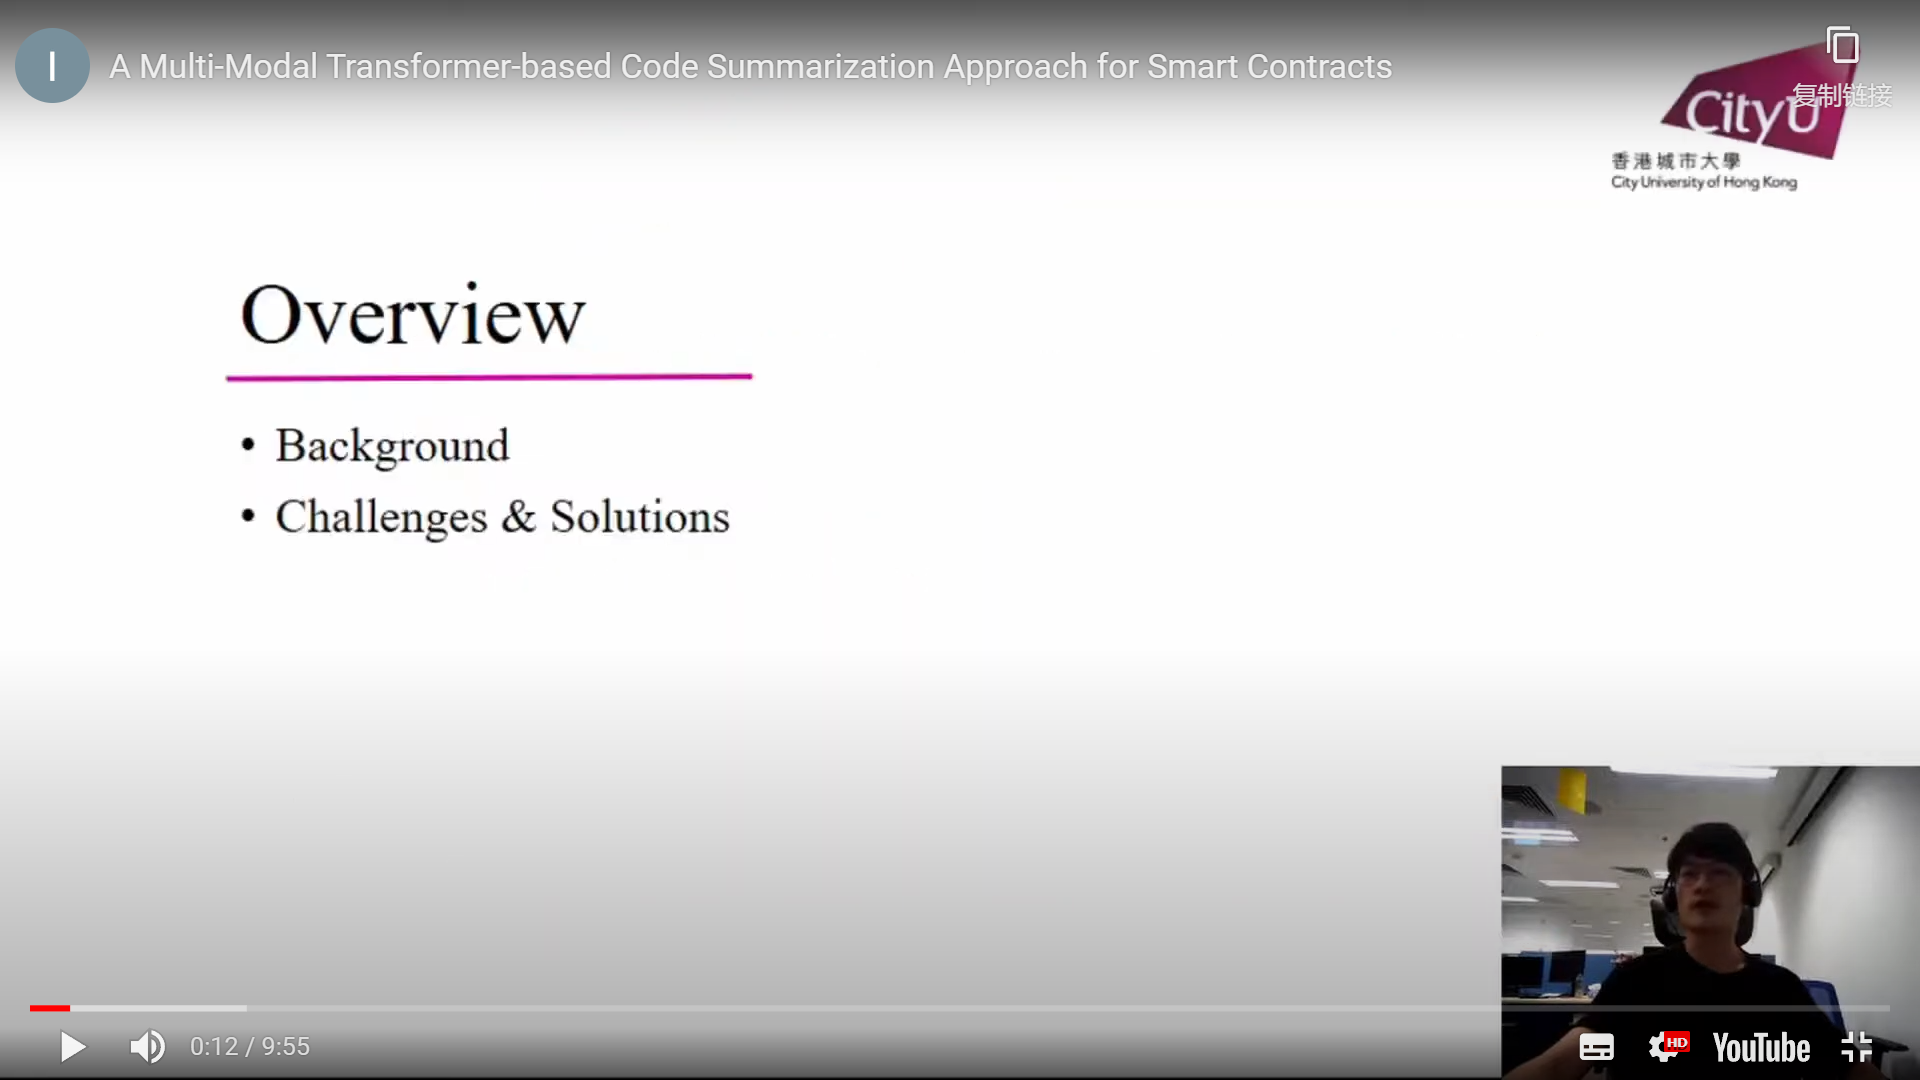 I
A Multi-Modal Transformer-based Code Summarization Approach for Smart Contracts
复制链接
CityU
香港城市大學
City University of Hong Kong
Overview
• Background
• Challenges & Solutions
0:12 / 9:55
HD
YouTube